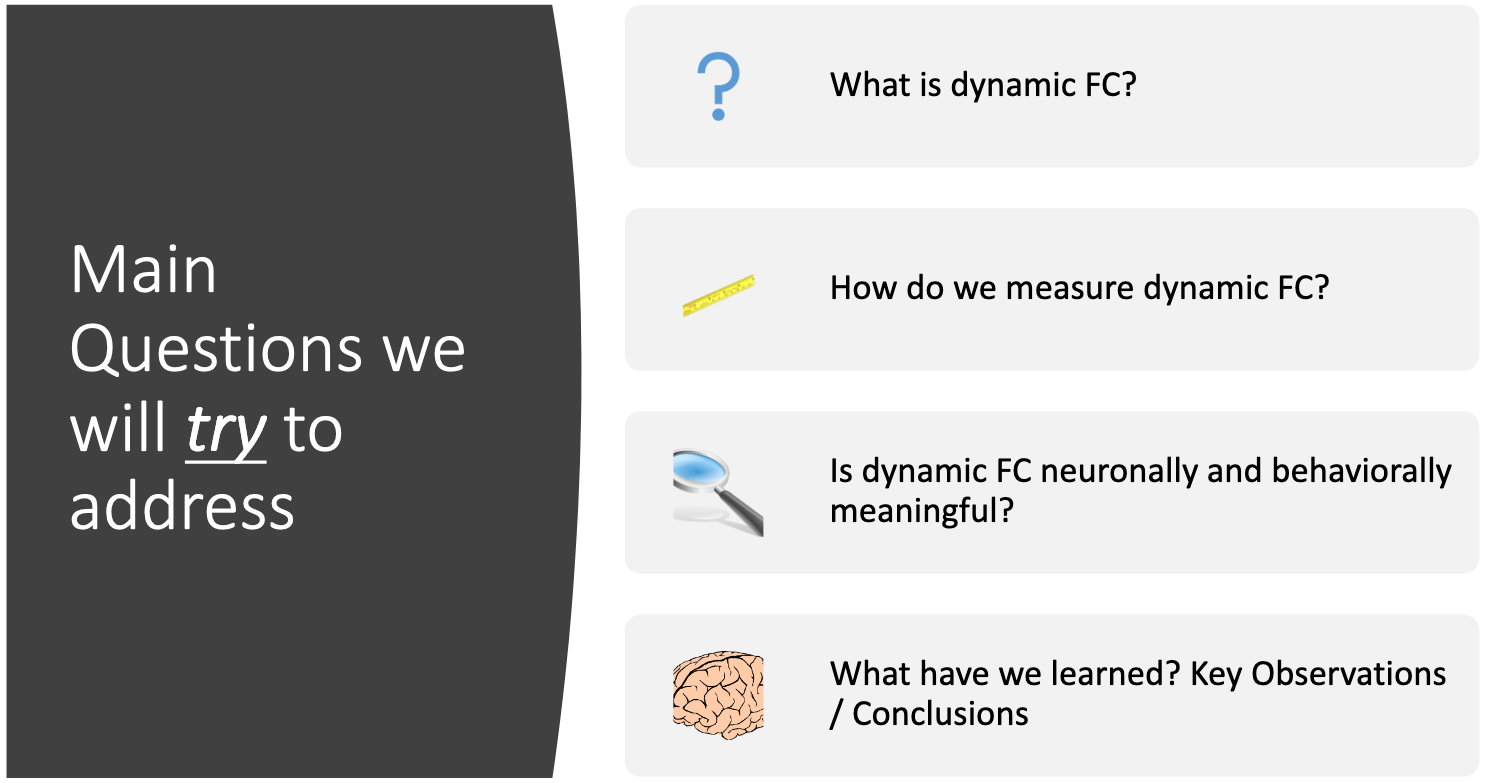 Main
Questions we
will try to
address
What is dynamic FC?
How do we measure dynamic FC?
Is dynamic FC neuronally and behaviorally
meaningful?
What have we learned? Key Observations
/ Conclusions